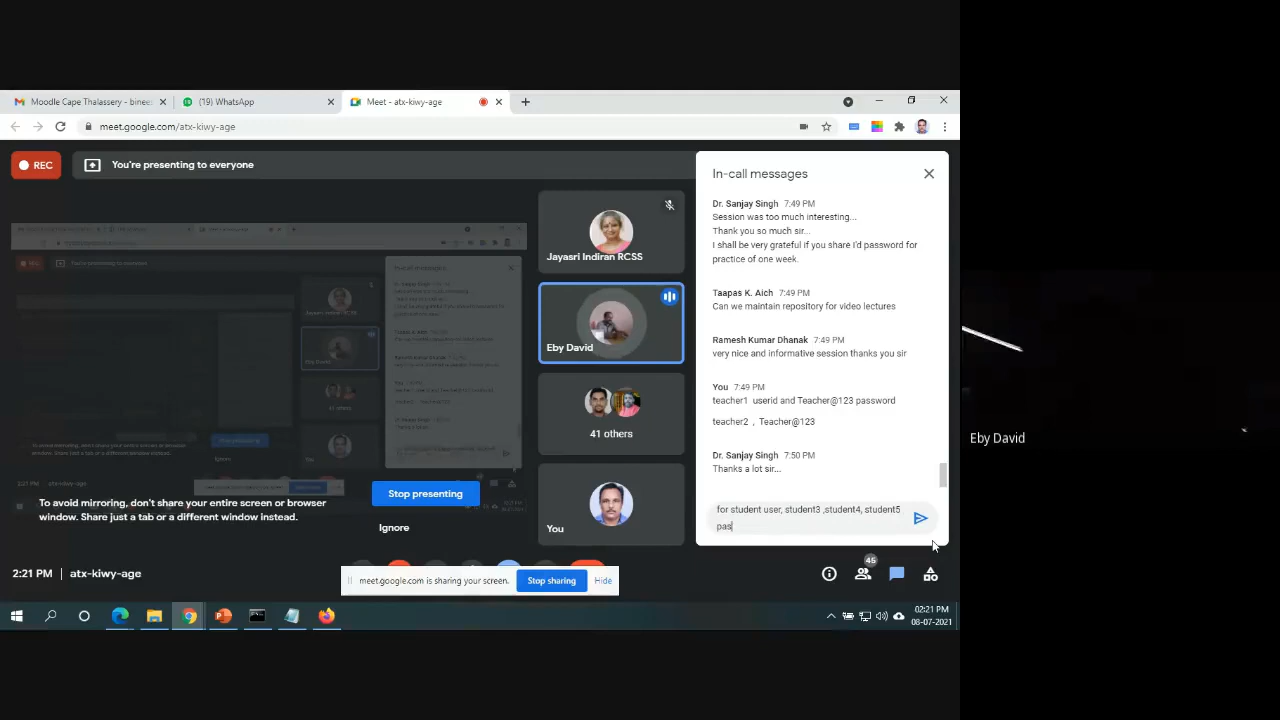 Moodle Cape Thalassery - binee
(19) WhatsApp
Meet - atx-kiwy-age
meet.google.com/atx-kiwy-age
REC
You're presenting to everyone
In-call messages
Dr. Sanjay Singh 7:49 PM
Session was too much interesting...
Thank you so much sir...
I shall be very grateful if you share I'd password for
practice of one week.
Taapas K. Aich 7:49 PM
Can we maintain repository for video lectures
Ramesh Kumar Dhanak 7:49 PM
very nice and informative session thanks you sir
You 7:49 PM
teacher1 userid and Teacher@123 password
teacher2 , Teacher@123
Dr. Sanjay Singh 7:50 PM
Thanks a lot sir...
for student user, student3 ,student4, student5
pas
Jayasri Indiran RCSS
Eby David
41 others
You
To avoid mirroring, don't share your entire screen or browser
window. Share just a tab or a different window instead.
Stop presenting
Ignore
2:21 PM | atx-kiwy-age
meet.google.com is sharing your screen.
Stop sharing
Hide
45
02:21 PM
08-07-2021
Eby David